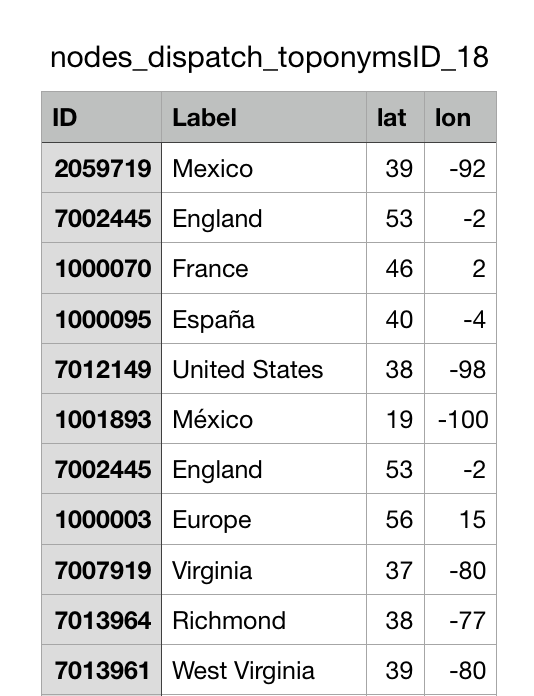 nodes_dispatch_toponymsID_18
ID Label lat lon
2059719 Mexico 39 -92
7002445 England 53 -2
1000070 France 46 2
1000095 España 40 -4
7012149 United States 38 -98
1001893 México 19 -100
7002445 England 53 -2
1000003 Europe 56 15
7007919 Virginia 37 -80
7013964 Richmond 38 -77
7013961 West Virginia 39 -80